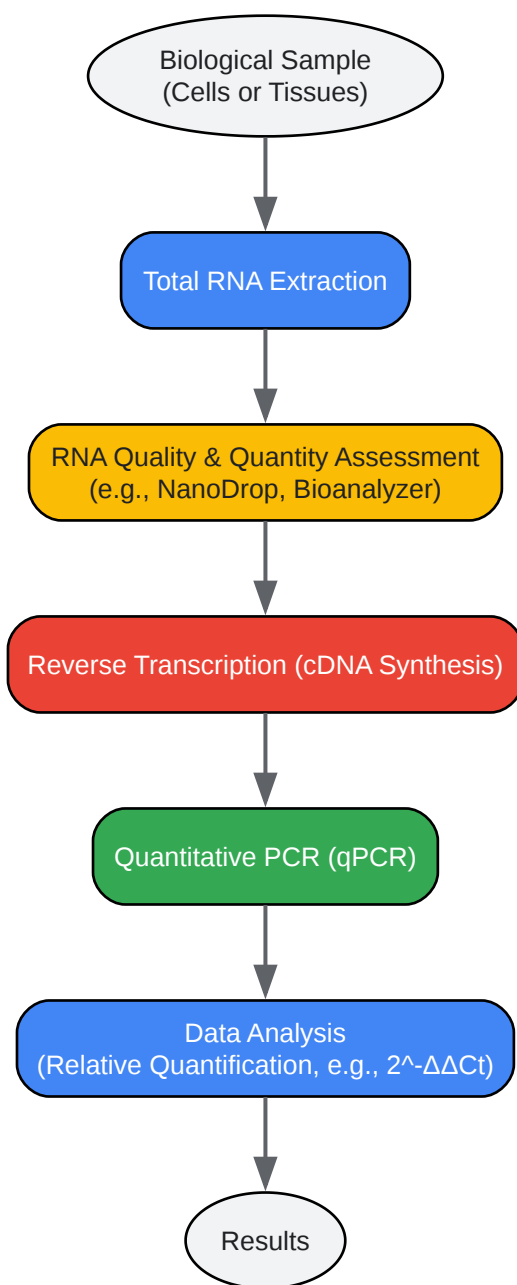 Biological Sample
(Cells or Tissues)
Total RNA Extraction
RNA Quality & Quantity Assessment
(e.g., NanoDrop, Bioanalyzer)
Reverse Transcription (cDNA Synthesis)
Quantitative PCR (qPCR)
Data Analysis
(Relative Quantification, e.g., 2^-ΔΔCt)
Results